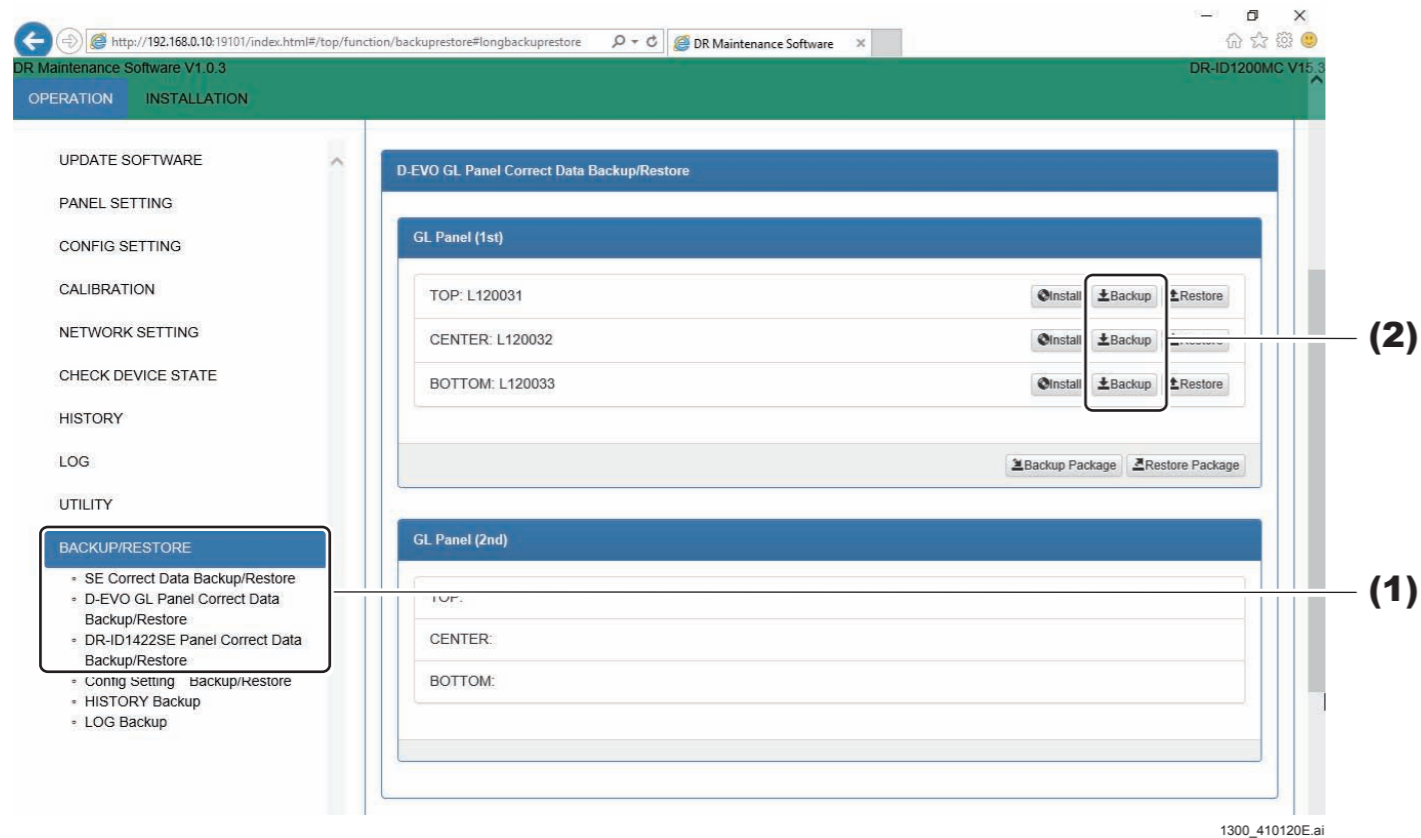 http://192.168.0.10:19101/index.html#/top/function/backuprestore#longbackuprestore
DR Maintenance Software
DR Maintenance Software V1.0.3
DR-ID1200MC V15.3
OPERATION
INSTALLATION
UPDATE SOFTWARE
PANEL SETTING
CONFIG SETTING
CALIBRATION
NETWORK SETTING
CHECK DEVICE STATE
HISTORY
LOG
UTILITY
BACKUP/RESTORE
SE Correct Data Backup/Restore
D-EVO GL Panel Correct Data
Backup/Restore
DR-ID1422SE Panel Correct Data
Backup/Restore
Config Setting Backup/Restore
HISTORY Backup
LOG Backup
D-EVO GL Panel Correct Data Backup/Restore
GL Panel (1st)
TOP: L120031 Install Backup Restore
CENTER: L120032 Install Backup Restore
BOTTOM: L120033 Install Backup Restore
Backup Package Restore Package
GL Panel (2nd)
TOP:
CENTER:
BOTTOM:
(2)
(1)
1300_410120E.ai